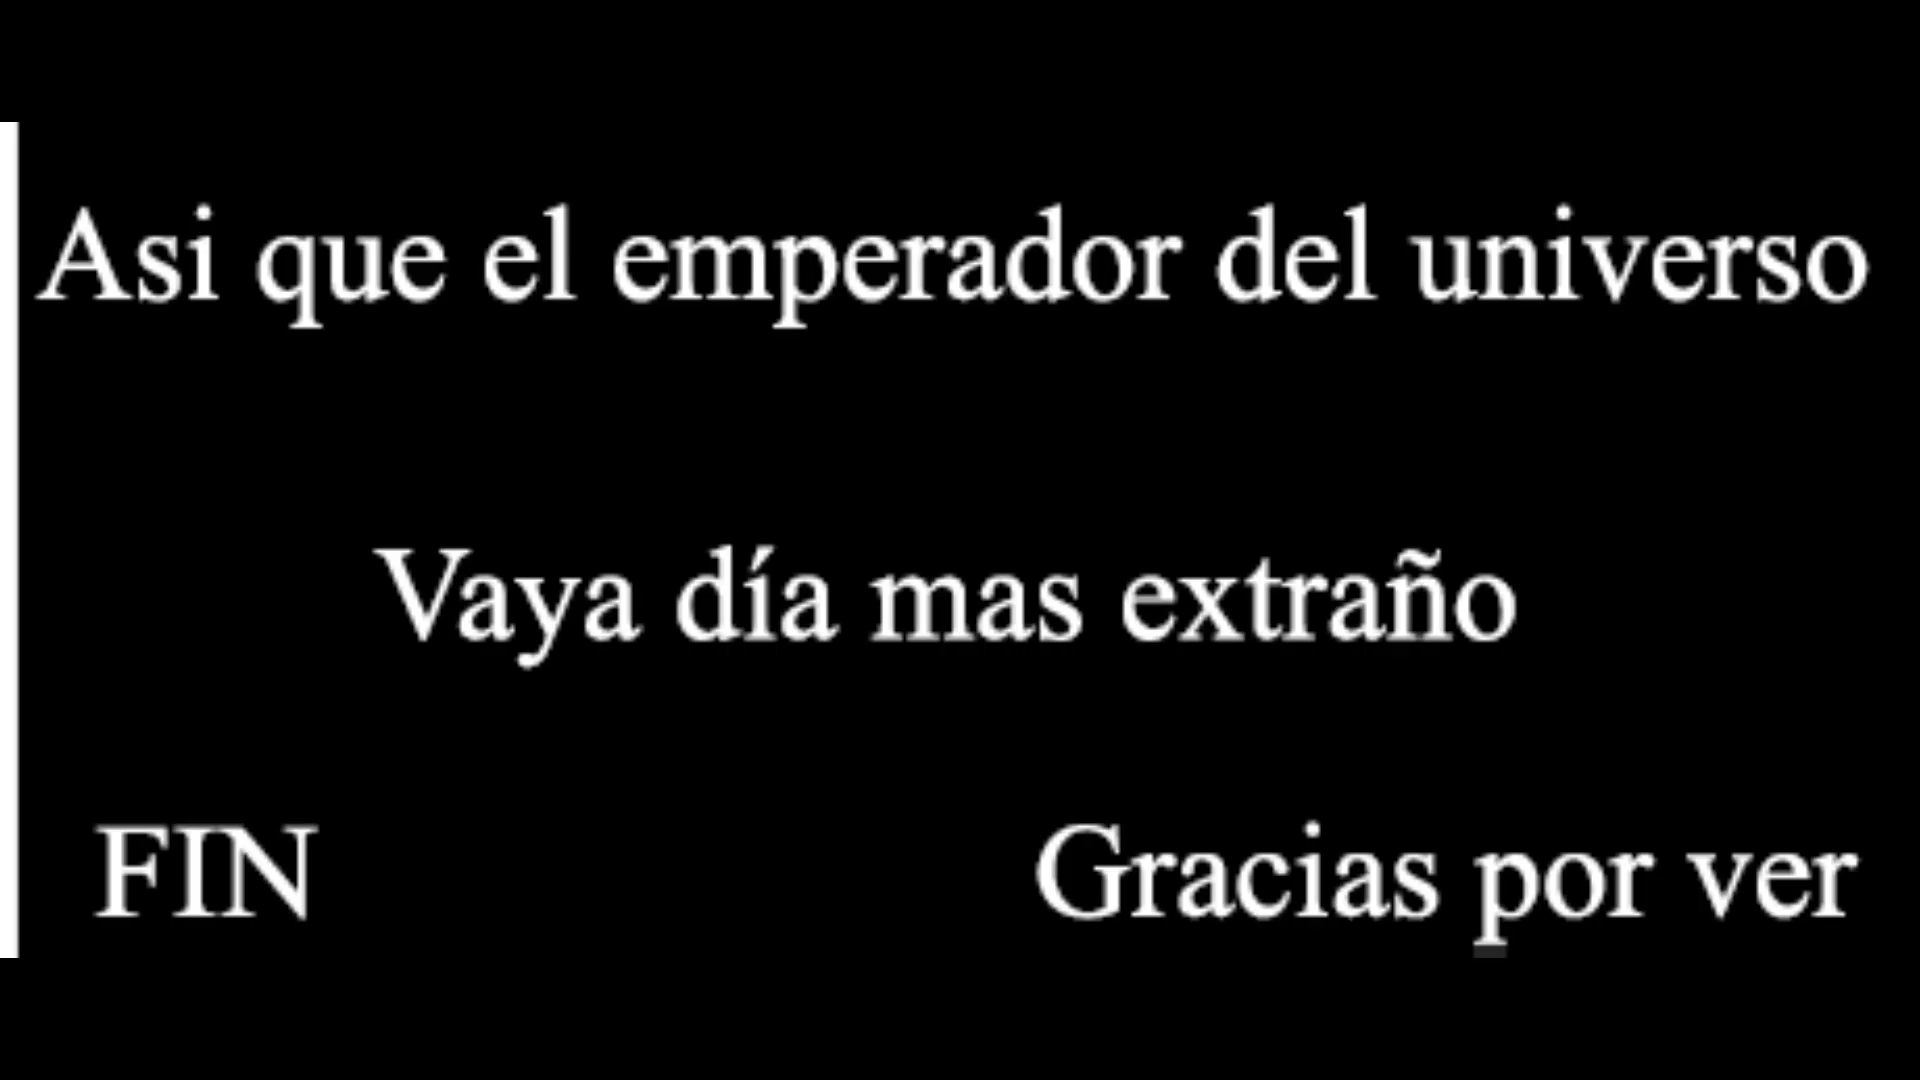 Asi que el emperador del universo
Vaya día mas extraño
FIN
Gracias por ver